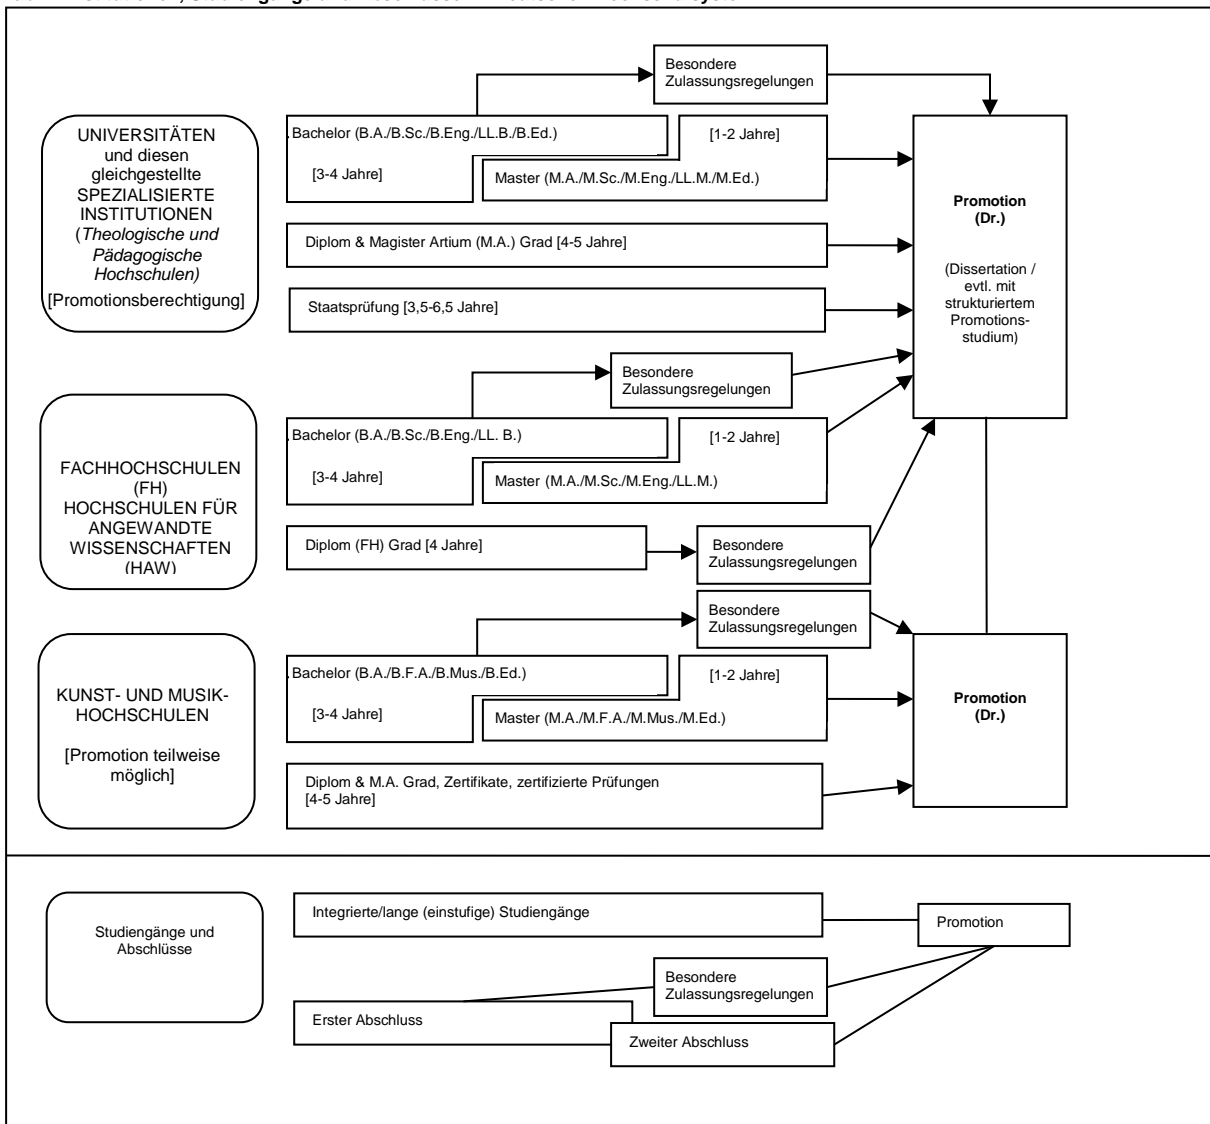 Besondere
Zulassungsregelungen
UNIVERSITÄTEN
und diesen
gleichgestellte
SPEZIALISIERTE
INSTITUTIONEN
(Theologische und
Pädagogische
Hochschulen)
[Promotionsberechtigung]
Bachelor (B.A./B.Sc./B.Eng./LL.B./B.Ed.)
[1-2 Jahre]
[3-4 Jahre]
Master (M.A./M.Sc./M.Eng./LL.M./M.Ed.)
Diplom & Magister Artium (M.A.) Grad [4-5 Jahre]
Staatsprüfung [3,5-6,5 Jahre]
Promotion
(Dr.)
(Dissertation /
evtl. mit
strukturiertem
Promotions-
studium)
Besondere
Zulassungsregelungen
FACHHOCHSCHULEN
(FH)
HOCHSCHULEN FÜR
ANGEWANDTE
WISSENSCHAFTEN
(HAW)
Bachelor (B.A./B.Sc./B.Eng./LL. B.)
[1-2 Jahre]
[3-4 Jahre]
Master (M.A./M.Sc./M.Eng./LL.M.)
Diplom (FH) Grad [4 Jahre]
Besondere
Zulassungsregelungen
Besondere
Zulassungsregelungen
KUNST- UND MUSIK-
HOCHSCHULEN
[Promotion teilweise
möglich]
Bachelor (B.A./B.F.A./B.Mus./B.Ed.)
[1-2 Jahre]
[3-4 Jahre]
Master (M.A./M.F.A./M.Mus./M.Ed.)
Diplom & M.A. Grad, Zertifikate, zertifizierte Prüfungen
[4-5 Jahre]
Promotion
(Dr.)
Studiengänge und
Abschlüsse
Integrierte/lange (einstufige) Studiengänge
Promotion
Besondere
Zulassungsregelungen
Erster Abschluss
Zweiter Abschluss